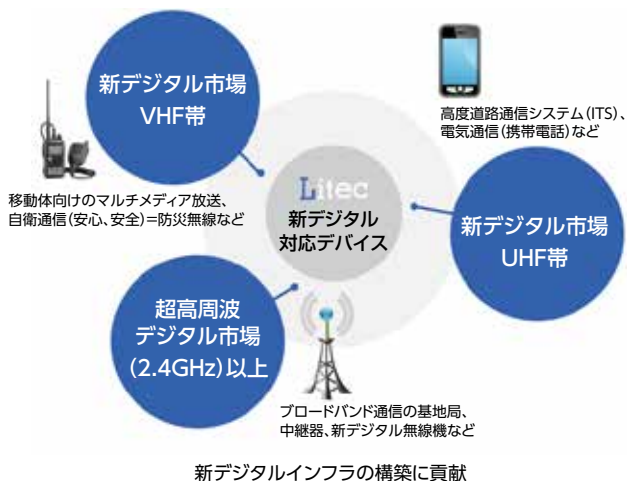 新デジタル市場
VHF帯
高度道路通信システム(ITS)、
電気通信(携帯電話)など
移動体向けのマルチメディア放送、
自衛通信(安心、安全)=防災無線など
Litec
新デジタル
対応デバイス
新デジタル市場
UHF帯
超高周波
デジタル市場
(2.4GHz)以上
ブロードバンド通信の基地局、
中継器、新デジタル無線機など
新デジタルインフラの構築に貢献